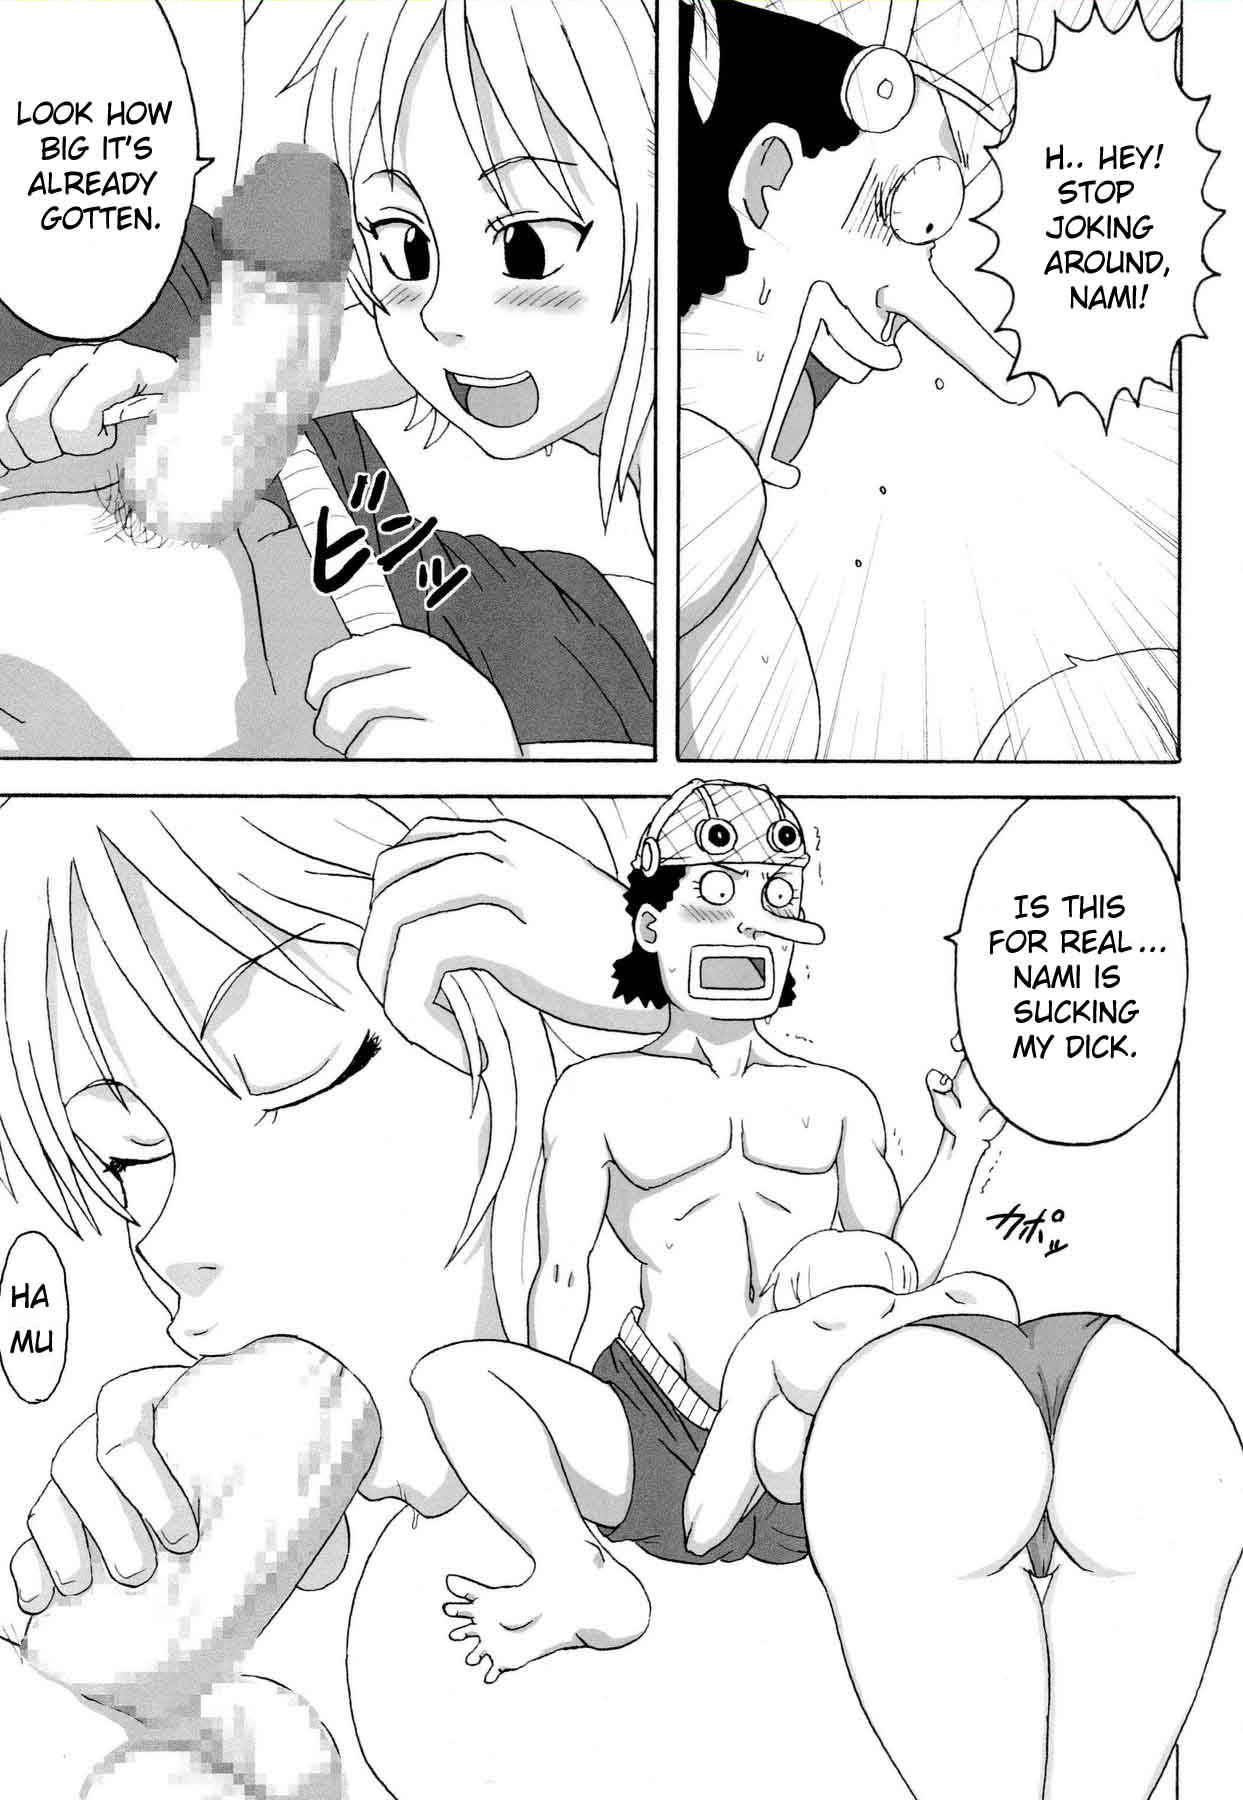 H.. HEY!
STOP
JOKING
AROUND,
NAMI!
LOOK HOW
BIG IT'S
ALREADY
GOTTEN.
ビンッ
IS THIS
FOR REAL...
NAMI IS
SUCKING
MY DICK.
カポッ
HA
MU